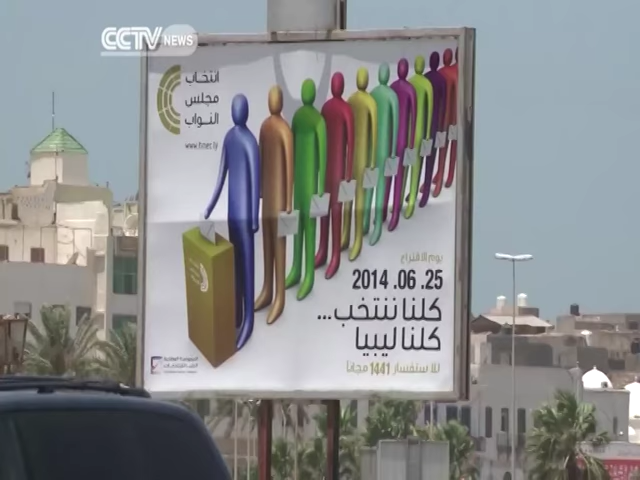 CCTV NEWS
انتخاب
مجلس
النواب
www.hnec.ly
يوم الاقتراع
2014 .06 .25
كلنا ننتخب...
كلنا ليبيا
للاستفسار 1441 مجاناً